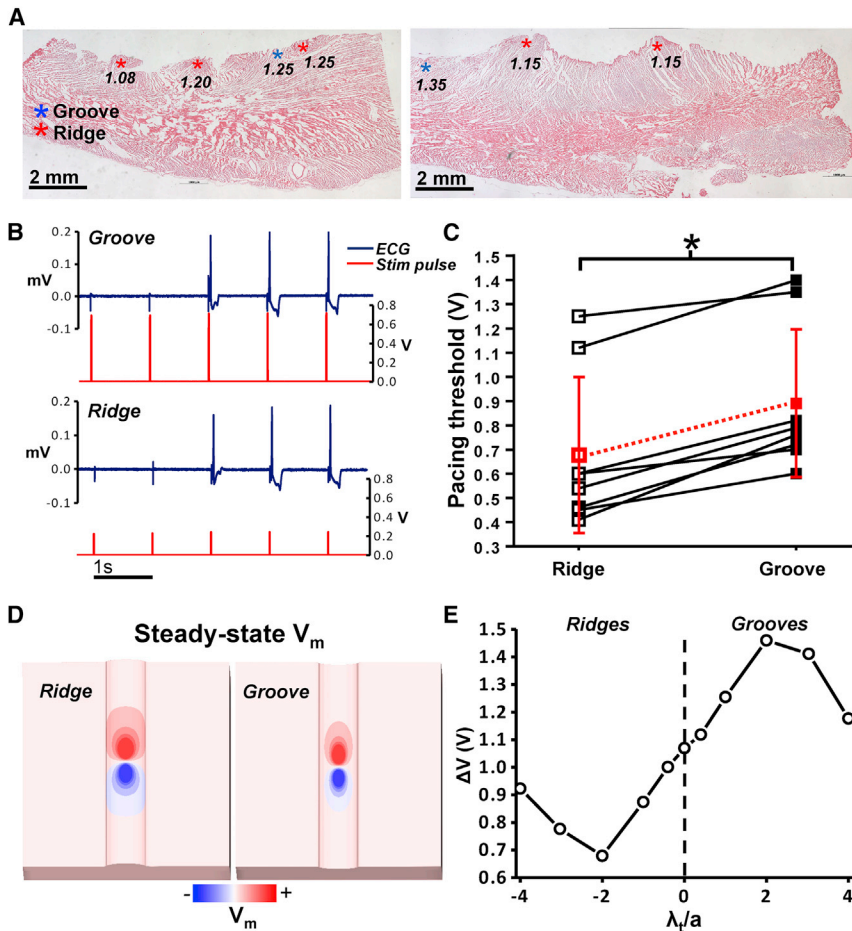 A
1.08
1.20
1.25
1.25
* Groove
* Ridge
2 mm
1.35
1.15
1.15
2 mm
B
Groove
ECG
Stim pulse
0.2
0.1
0.0
-0.1
mV
0.8
0.6
0.4
0.2
0.0
V
Ridge
0.2
0.1
0.0
-0.1
mV
0.8
0.6
0.4
0.2
0.0
V
1s
C
*
Pacing threshold (V)
1.5
1.4
1.3
1.2
1.1
1.0
0.9
0.8
0.7
0.6
0.5
0.4
0.3
Ridge Groove
D
Steady-state Vm
Ridge
Groove
- +
Vm
E
Ridges Grooves
ΔV (V)
1.5
1.4
1.3
1.2
1.1
1.0
0.9
0.8
0.7
0.6
-4 -2 0 2 4
λt/a